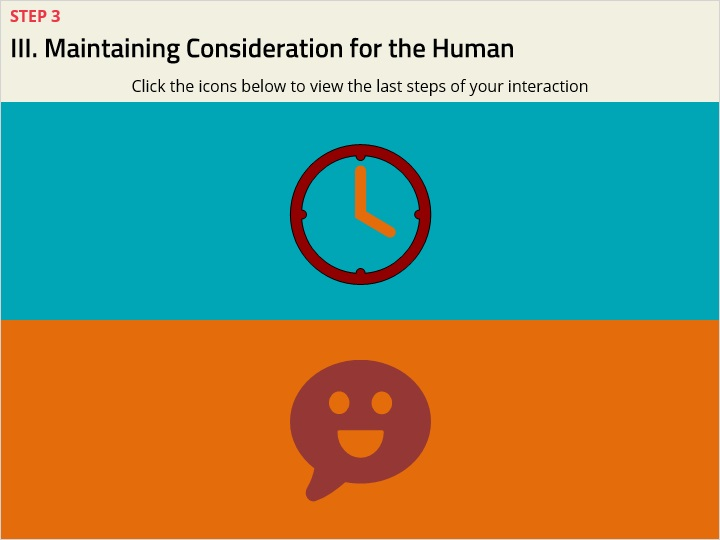 STEP 3
III. Maintaining Consideration for the Human
Click the icons below to view the last steps of your interaction